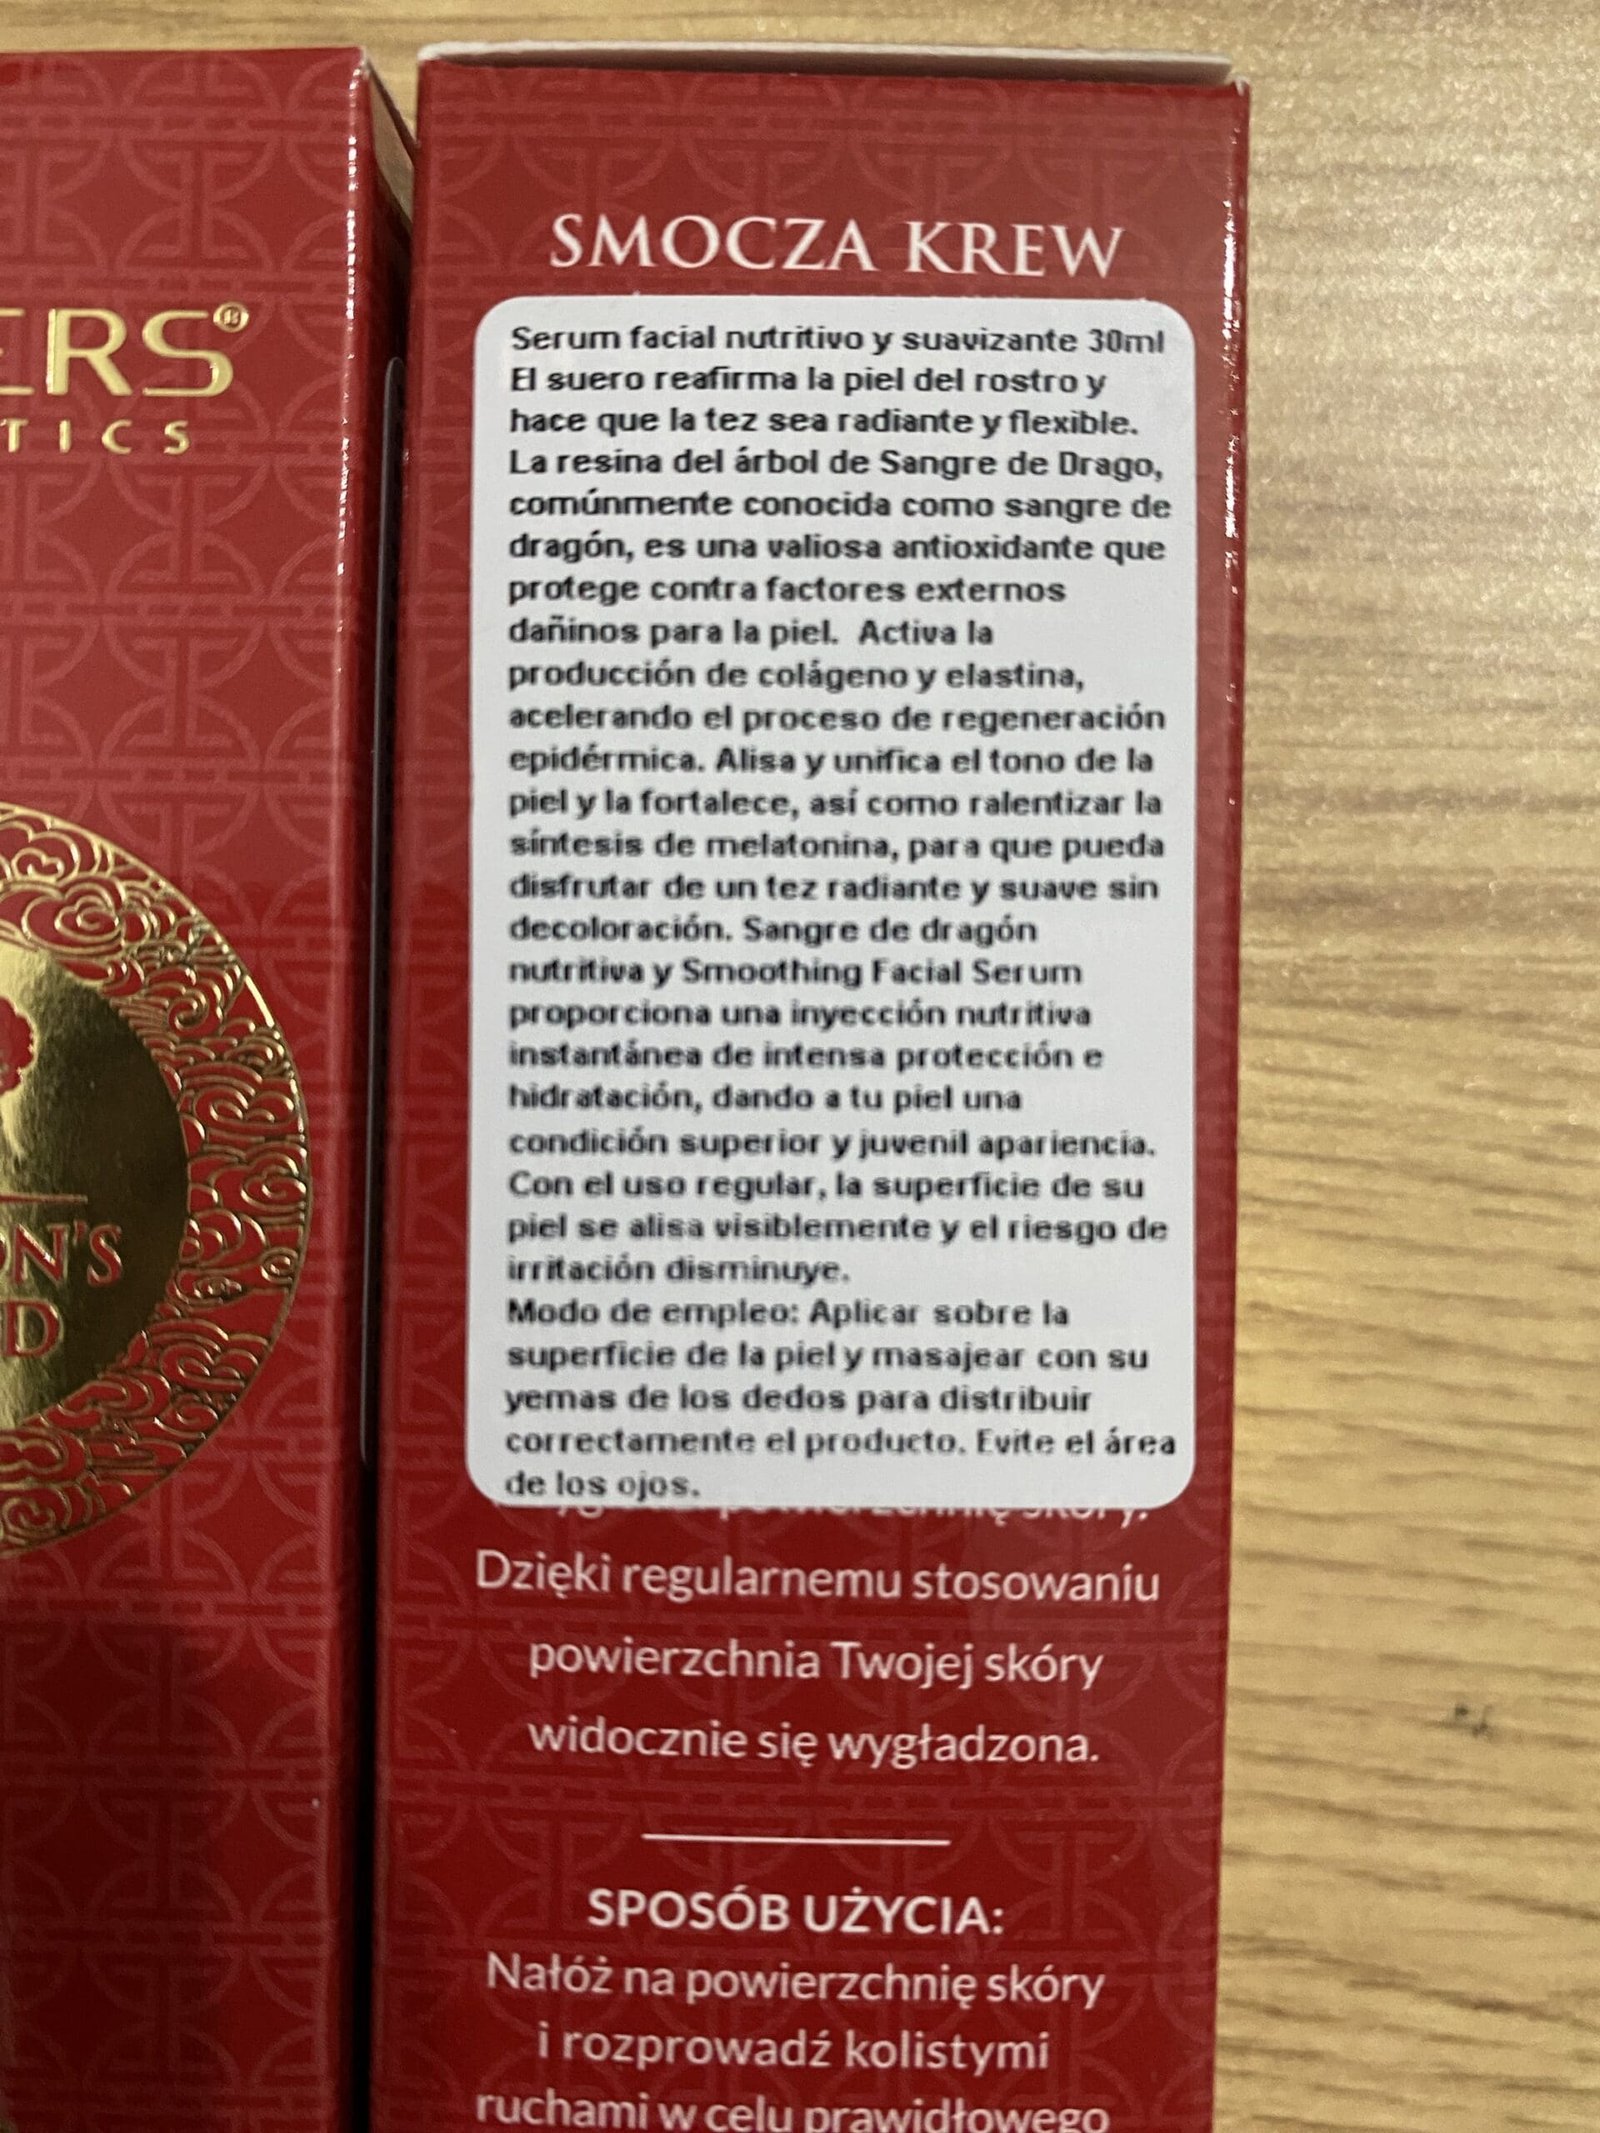 ERS®
TICS
ON'S
D
SMOCZA KREW
Serum facial nutritivo y suavizante 30ml
El suero reafirma la piel del rostro y
hace que la tez sea radiante y flexible.
La resina del árbol de Sangre de Drago,
comúnmente conocida como sangre de
dragón, es una valiosa antioxidante que
protege contra factores externos
dañinos para la piel. Activa la
producción de colágeno y elastina,
acelerando el proceso de regeneración
epidérmica. Alisa y unifica el tono de la
piel y la fortalece, así como ralentizar la
síntesis de melatonina, para que pueda
disfrutar de un tez radiante y suave sin
decoloración. Sangre de dragón
nutritiva y Smoothing Facial Serum
proporciona una inyección nutritiva
instantánea de intensa protección e
hidratación, dando a tu piel una
condición superior y juvenil apariencia.
Con el uso regular, la superficie de su
piel se alisa visiblemente y el riesgo de
irritación disminuye.
Modo de empleo: Aplicar sobre la
superficie de la piel y masajear con su
yemas de los dedos para distribuir
correctamente el producto. Evite el área
de los ojos.
Dzięki regularnemu stosowaniu
powierzchnia Twojej skóry
widocznie się wygładzona.
SPOSÓB UŻYCIA:
Nałóż na powierzchnię skóry
i rozprowadź kolistymi
ruchami w celu prawidłowego